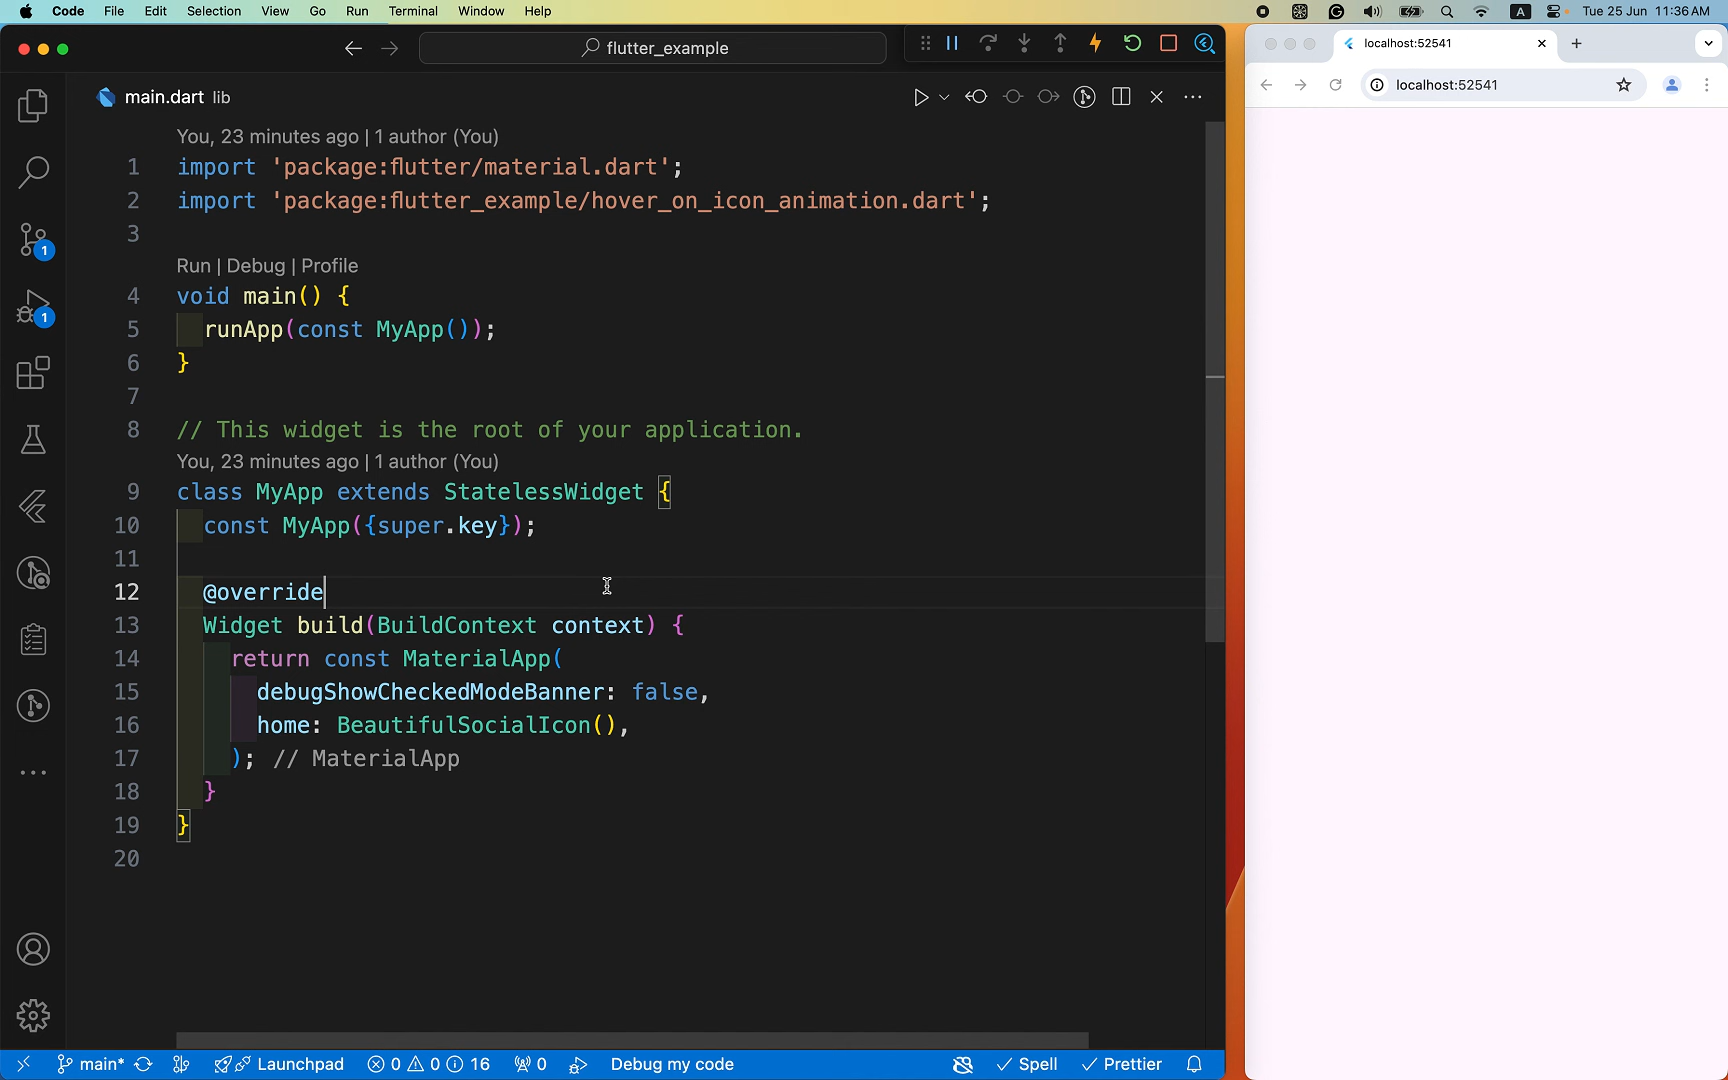 Code File Edit Selection View Go Run Terminal Window Help
A Tue 25 Jun 11:36 AM
flutter_example
localhost:52541
localhost:52541
main.dart lib
You, 23 minutes ago | 1 author (You)
1 import 'package:flutter/material.dart';
2 import 'package:flutter_example/hover_on_icon_animation.dart';
3
Run | Debug | Profile
4 void main() {
5 runApp(const MyApp());
6 }
7
8 // This widget is the root of your application.
You, 23 minutes ago | 1 author (You)
9 class MyApp extends StatelessWidget {
10 const MyApp({super.key});
11
12 @override
13 Widget build(BuildContext context) {
14 return const MaterialApp(
15 debugShowCheckedModeBanner: false,
16 home: BeautifulSocialIcon(),
17 ); // MaterialApp
18 }
19 }
20
1
1
main* Launchpad 0 0 16 0 Debug my code Spell Prettier